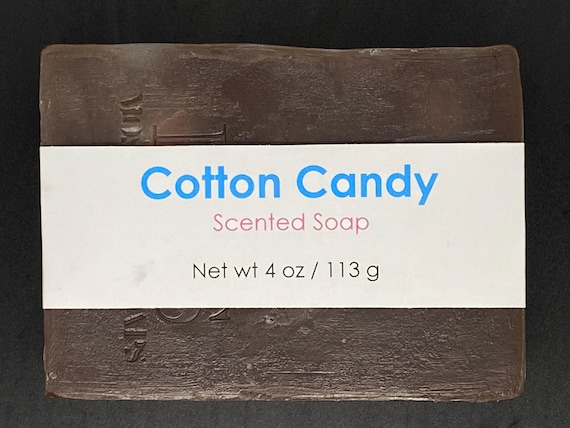 Cotton Candy
Scented Soap
Net wt 4 oz / 113 g